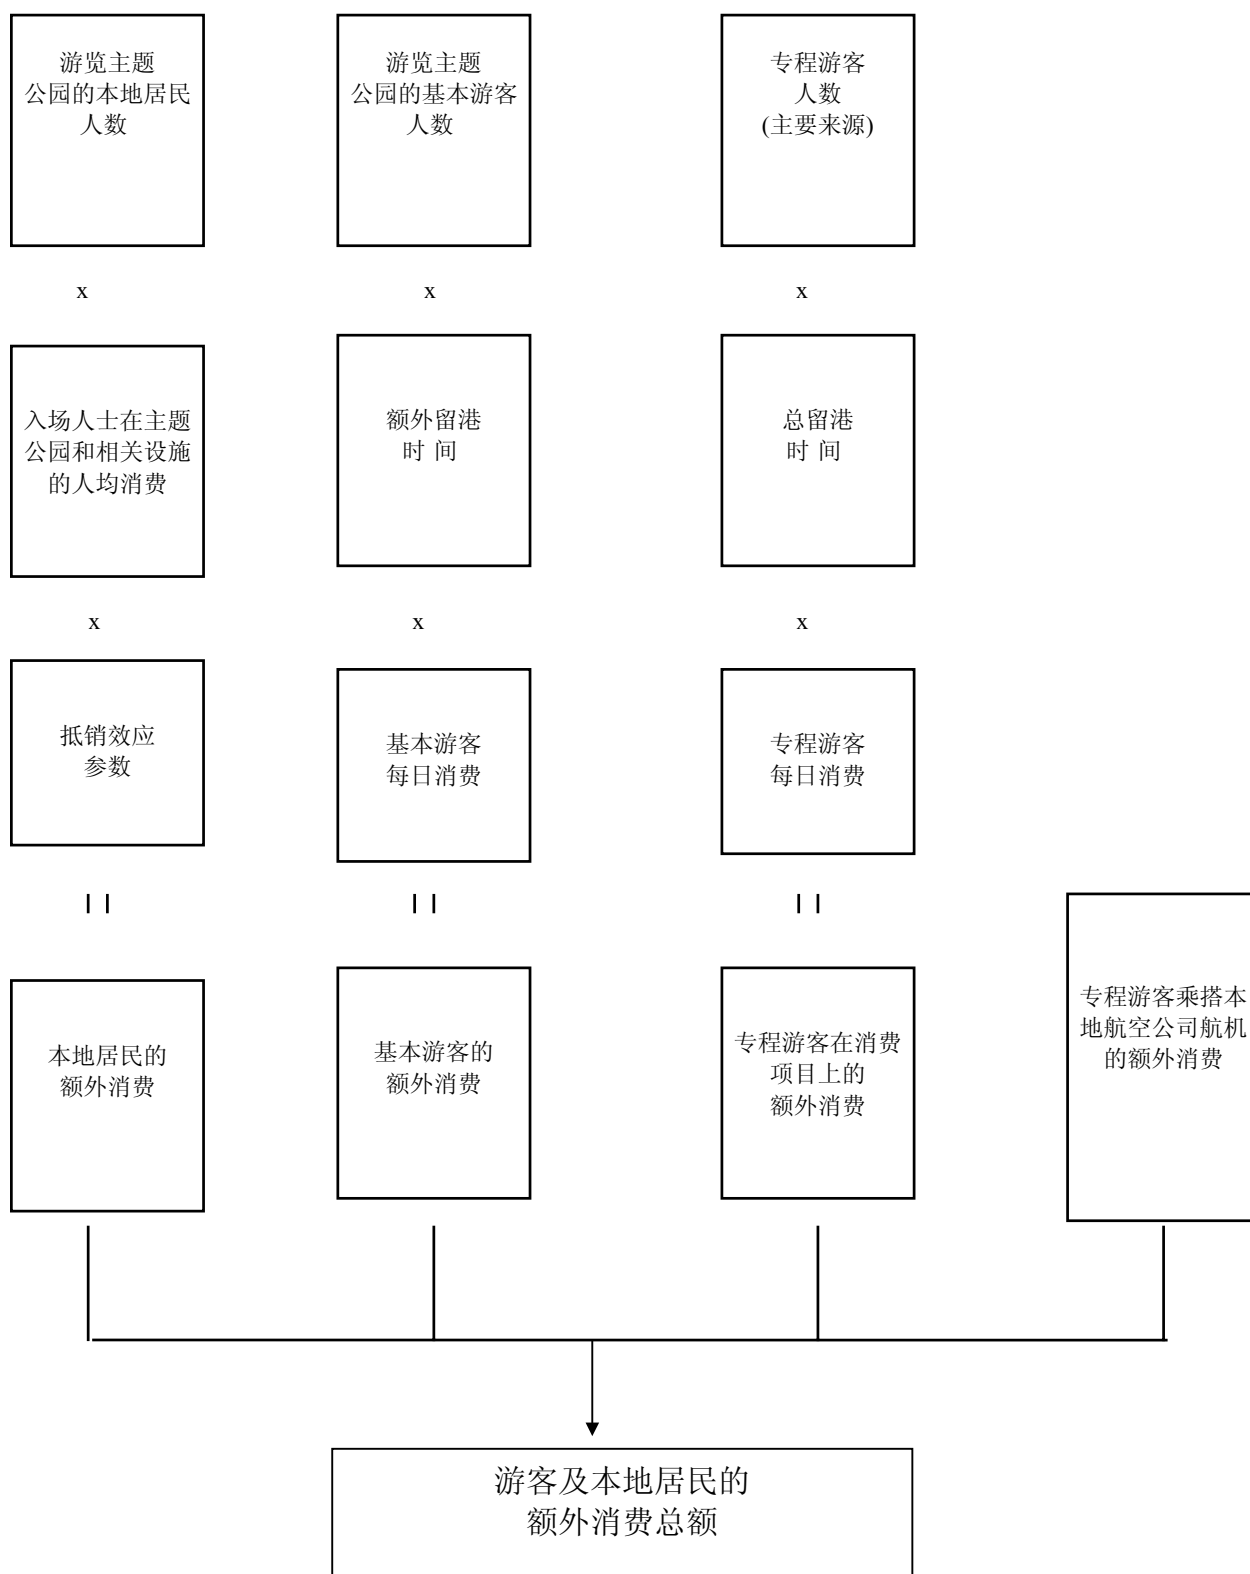 游览主题
公园的本地居民
人数
游览主题
公园的基本游客
人数
专程游客
人数
(主要来源)
x
x
x
入场人士在主题
公园和相关设施
的人均消费
额外留港
时 间
总留港
时 间
x
x
x
抵销效应
参数
基本游客
每日消费
专程游客
每日消费
本地居民的
额外消费
基本游客的
额外消费
专程游客在消费
项目上的
额外消费
专程游客乘搭本
地航空公司航机
的额外消费
游客及本地居民的
额外消费总额